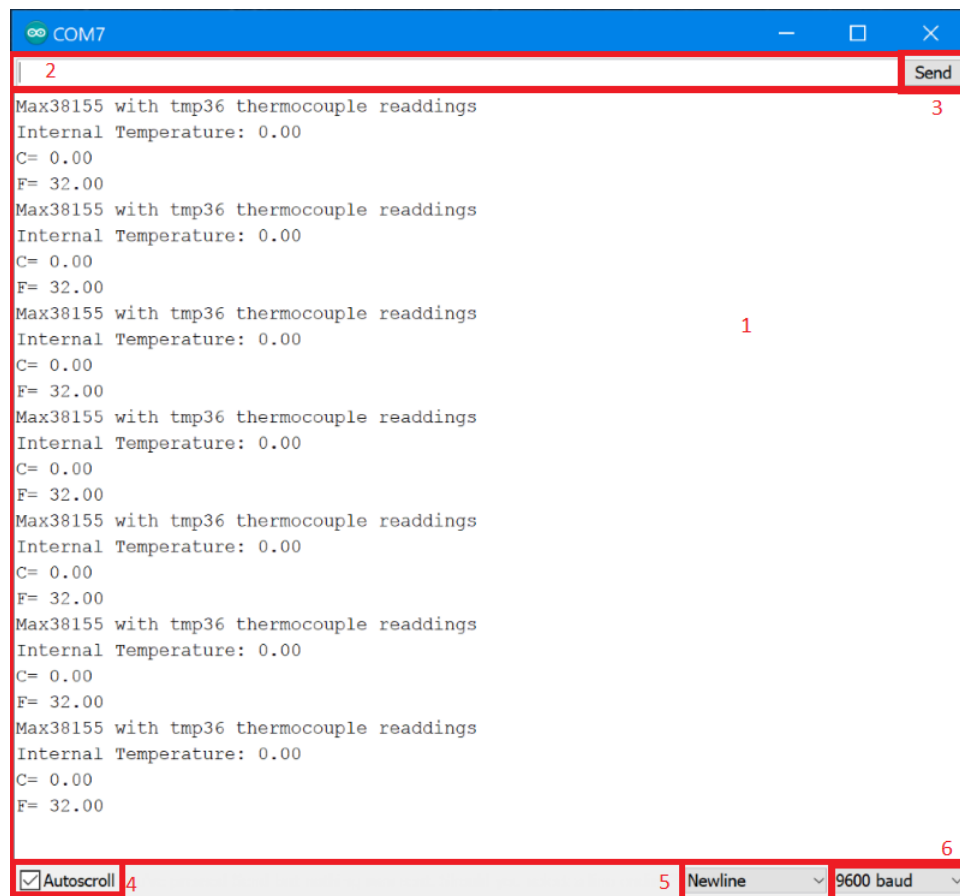 COM7
2
Send
3
Max38155 with tmp36 thermocouple readdings
Internal Temperature: 0.00
C= 0.00
F= 32.00
Max38155 with tmp36 thermocouple readdings
Internal Temperature: 0.00
C= 0.00
F= 32.00
Max38155 with tmp36 thermocouple readdings
1
Internal Temperature: 0.00
C= 0.00
F= 32.00
Max38155 with tmp36 thermocouple readdings
Internal Temperature: 0.00
C= 0.00
F= 32.00
Max38155 with tmp36 thermocouple readdings
Internal Temperature: 0.00
C= 0.00
F= 32.00
Max38155 with tmp36 thermocouple readdings
Internal Temperature: 0.00
C= 0.00
F= 32.00
Max38155 with tmp36 thermocouple readdings
Internal Temperature: 0.00
C= 0.00
F= 32.00
6
Autoscroll
4
5
Newline
9600 baud